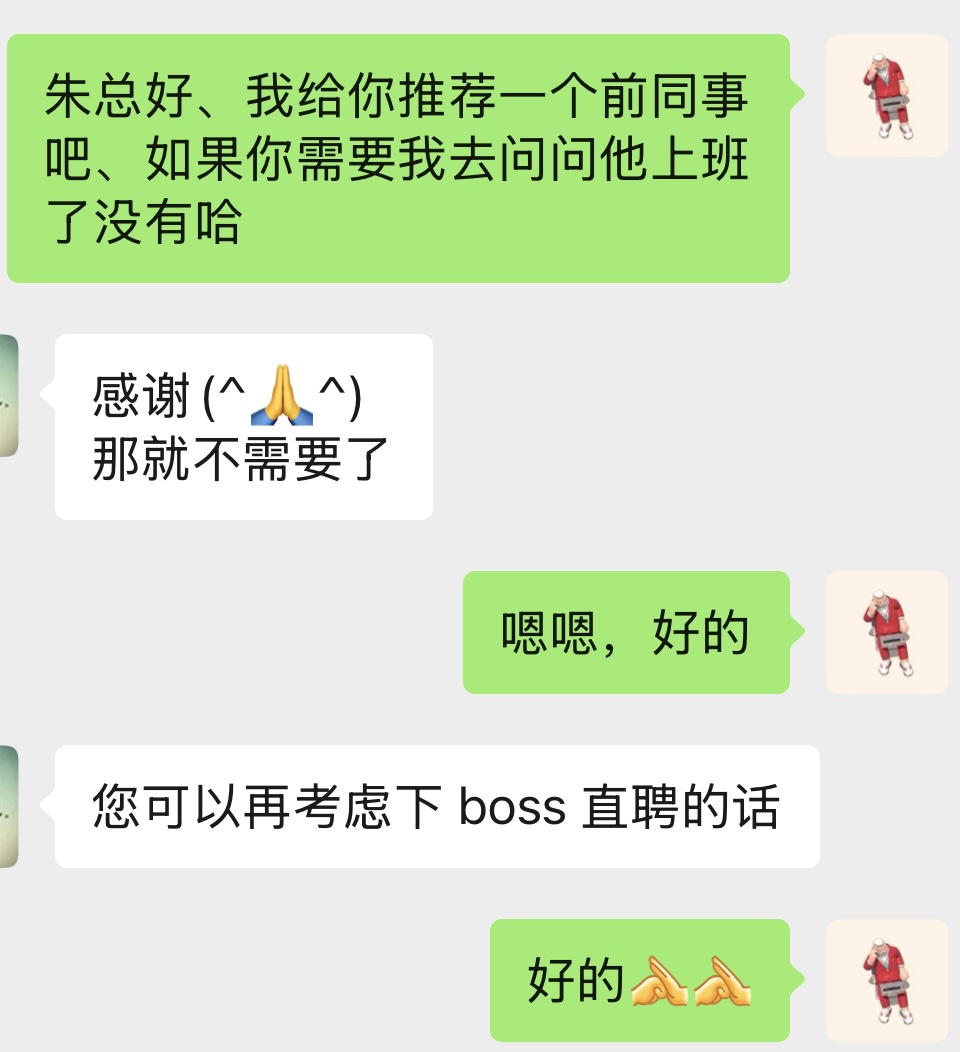 朱总好、我给你推荐一个前同事
吧、如果你需要我去问问他上班
了没有哈
感谢(^🙏^)
那就不需要了
嗯嗯，好的
您可以再考虑下 boss 直聘的话
好的